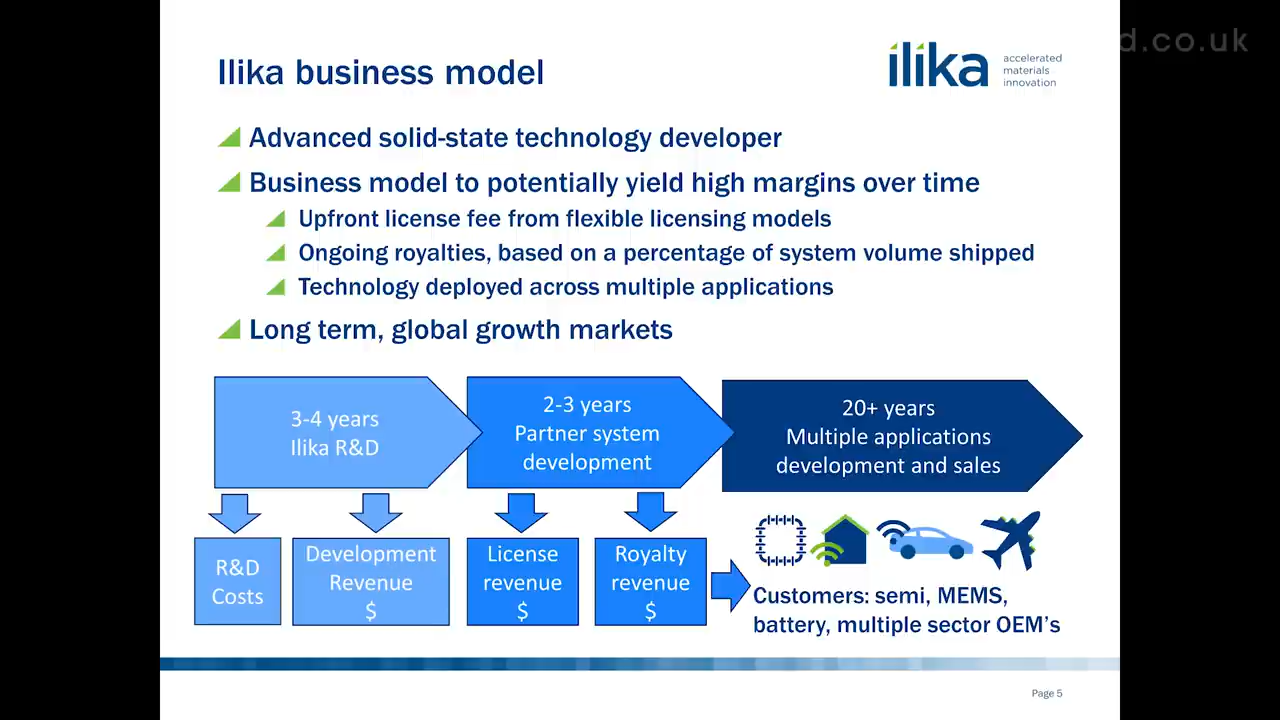 d.co.uk
Ilika business model
ilika
accelerated
materials
innovation
Advanced solid-state technology developer
Business model to potentially yield high margins over time
Upfront license fee from flexible licensing models
Ongoing royalties, based on a percentage of system volume shipped
Technology deployed across multiple applications
Long term, global growth markets
3-4 years
Ilika R&D
2-3 years
Partner system
development
20+ years
Multiple applications
development and sales
R&D
Costs
Development
Revenue
$
License
revenue
$
Royalty
revenue
$
Customers: semi, MEMS,
battery, multiple sector OEM's
Page 5